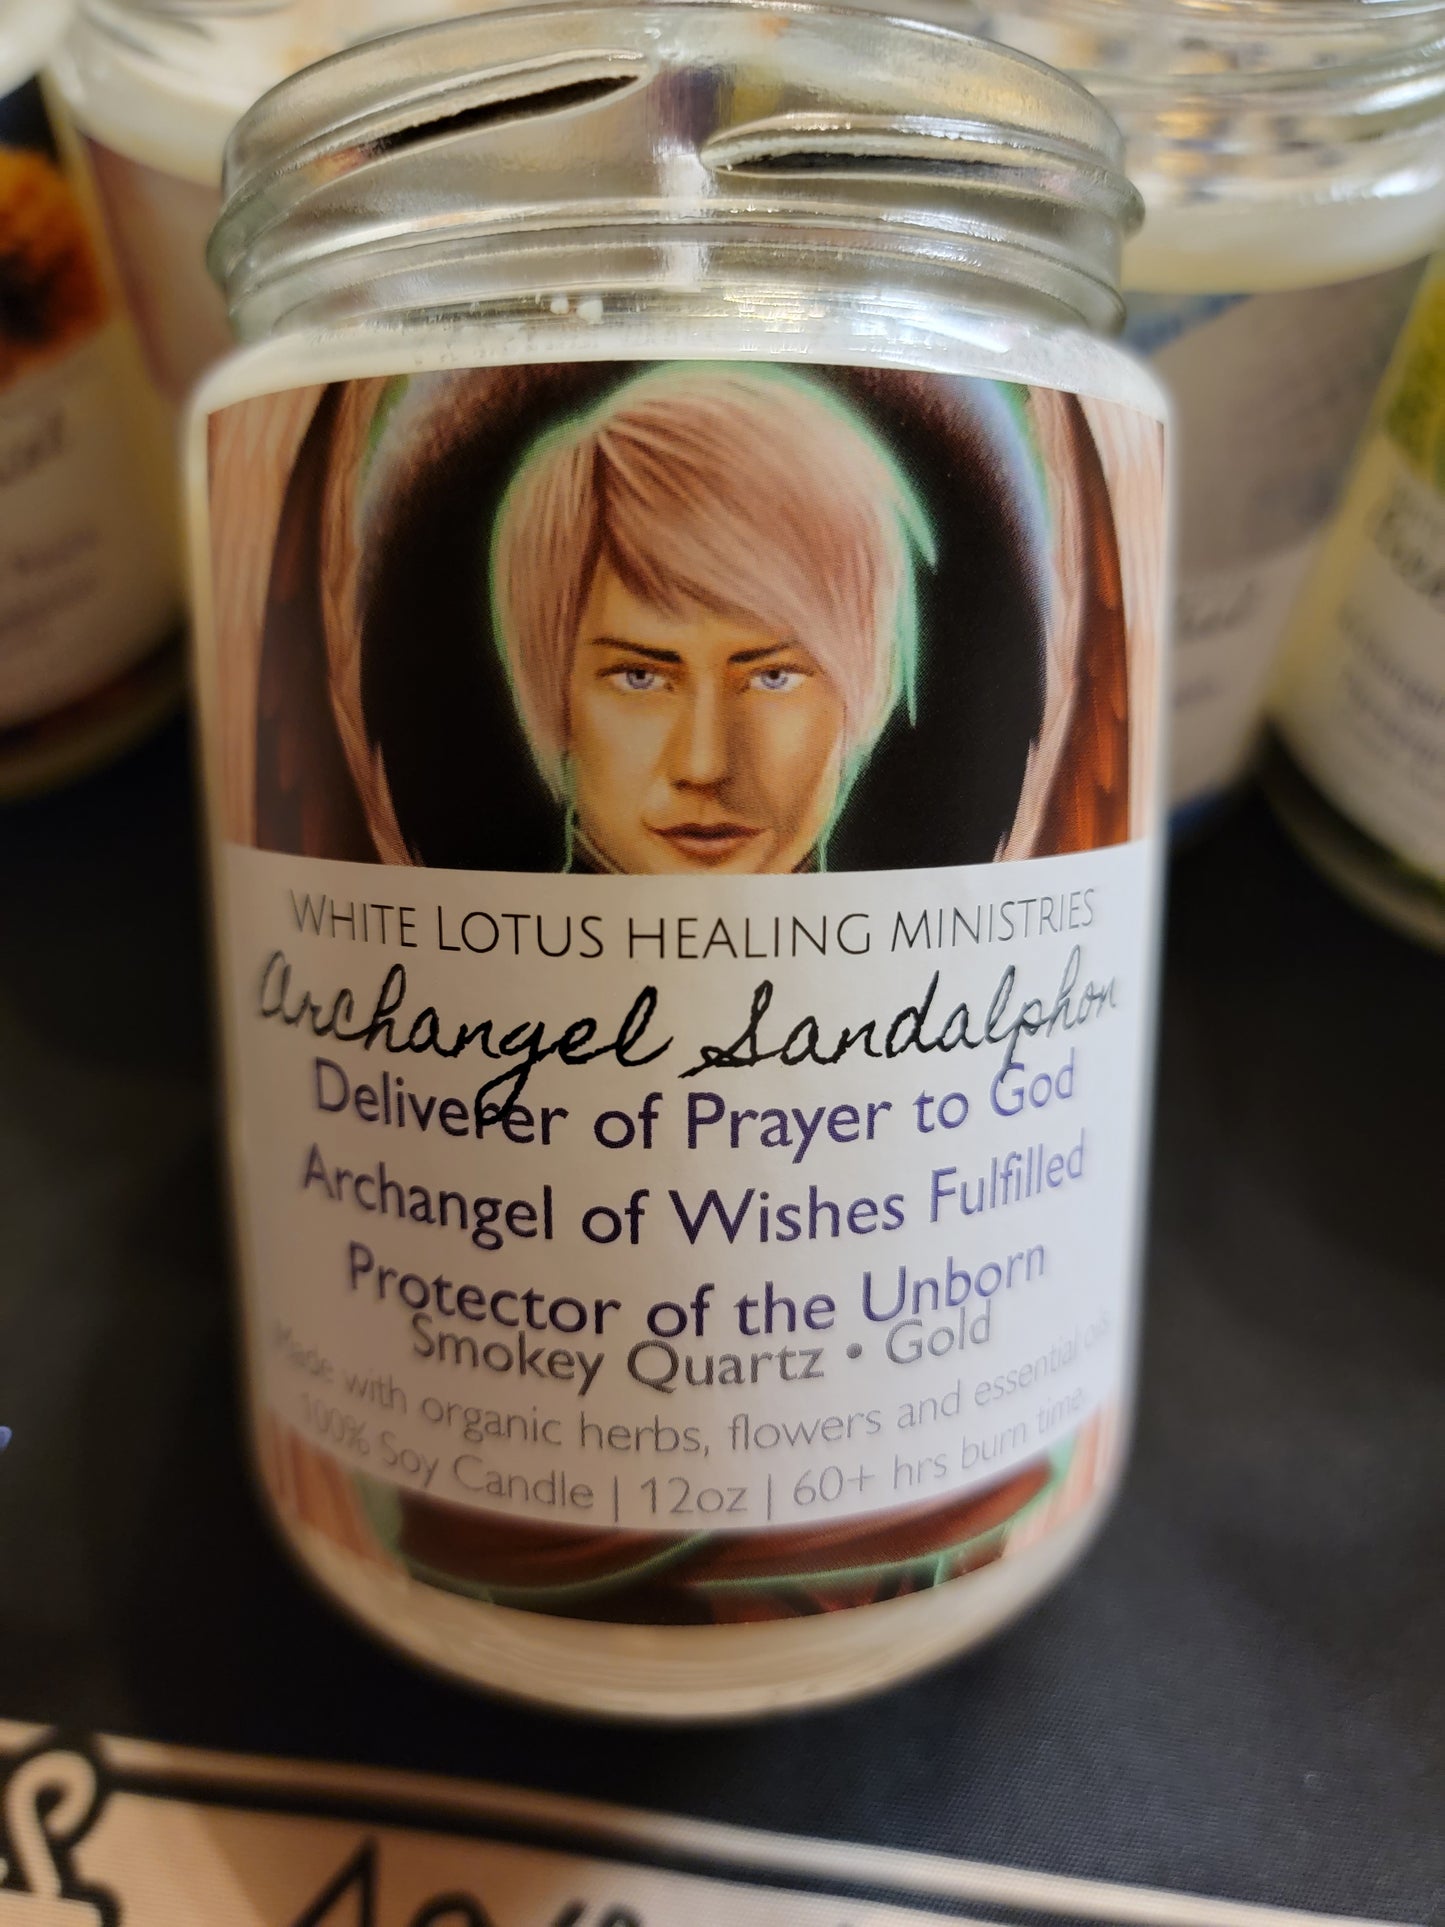 WHITE LOTUS HEALING MINISTRIES
Archangel Sandalphon
Deliverer of Prayer to God
Archangel of Wishes Fulfilled
Protector of the Unborn
Smokey Quartz • Gold
Made with organic herbs, flowers and essential oils
100% Soy Candle | 12oz | 60+ hrs burn time